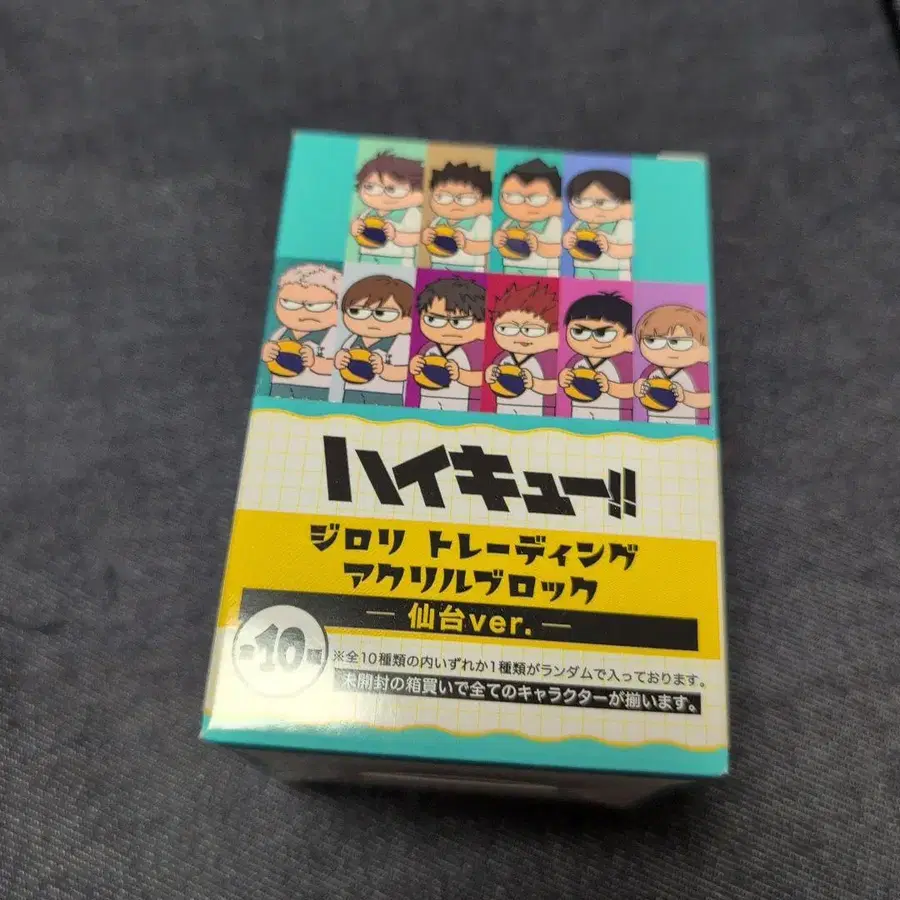 ハイキュー!!
ジロリ トレーディング
アクリルブロック
― 仙台ver. ―
全10種
※全10種類の内いずれか1種類がランダムで入っております。
未開封の箱買いで全てのキャラクターが揃います。